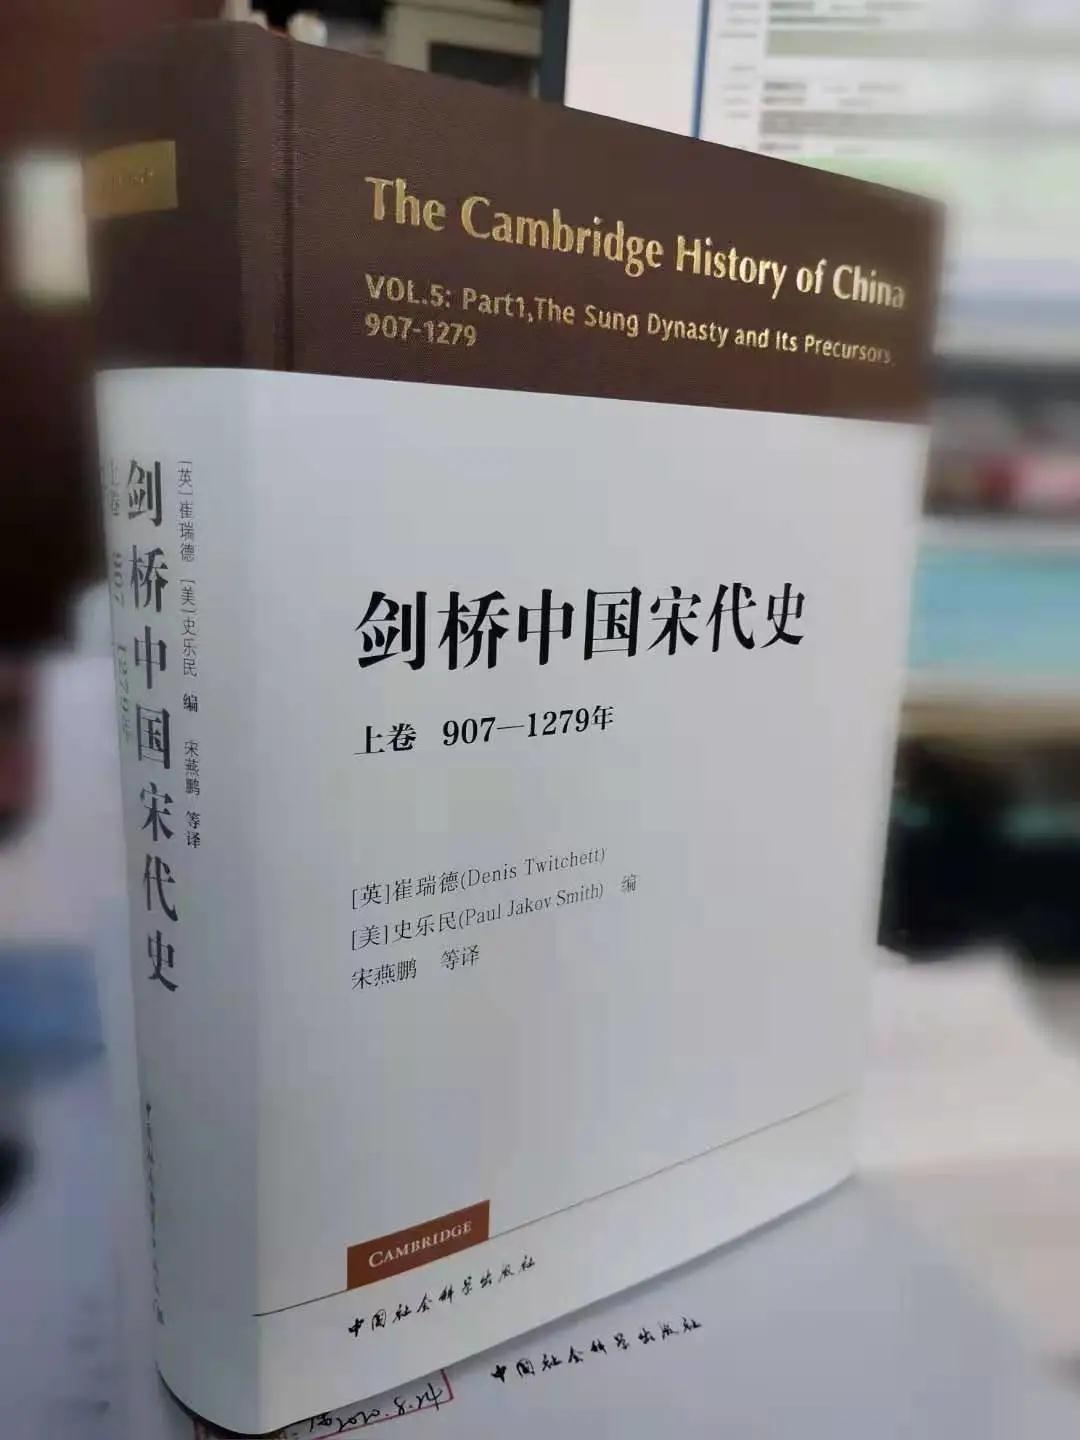 The Cambridge History of China
VOL.5: Part1,The Sung Dynasty and Its Precursors,
907-1279
剑桥中国宋代史
上卷 907—1279年
[英]崔瑞德(Denis Twitchett)
[美]史乐民(Paul Jakov Smith) 编
宋燕鹏 等译
CAMBRIDGE
中国社会科学出版社
[英]崔瑞德 [美]史乐民 编 宋燕鹏 等译
剑桥中国宋代史
上卷 907—1279年
中国社会科学出版社
2020.8.24